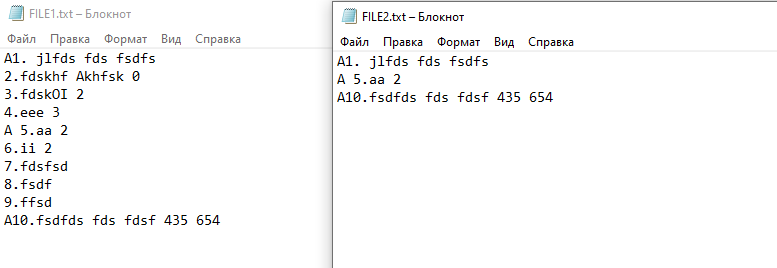 FILE1.txt – Блокнот
Файл Правка Формат Вид Справка
A1. jlfds fds fsdfs
2.fdskhf Akhfsk 0
3.fdskOI 2
4.eee 3
A 5.aa 2
6.ii 2
7.fdsfsd
8.fsdf
9.ffsd
A10.fsdfds fds fdsf 435 654
FILE2.txt – Блокнот
Файл Правка Формат Вид Справка
A1. jlfds fds fsdfs
A 5.aa 2
A10.fsdfds fds fdsf 435 654